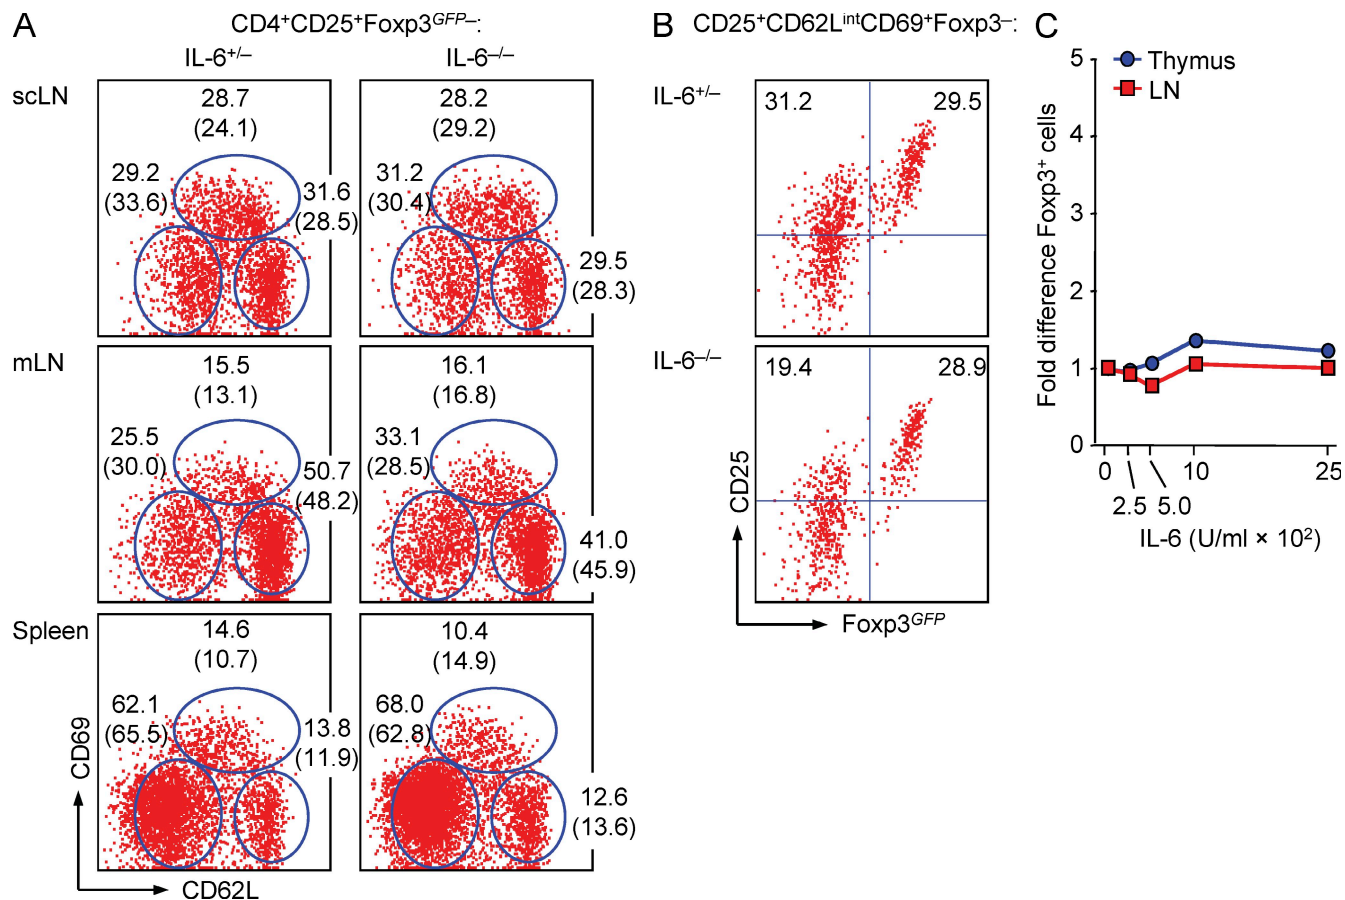 A
CD4⁺CD25⁺Foxp3ᴳᶠᴾ⁻:
IL-6⁺/⁻
IL-6⁻/⁻
scLN
28.7
(24.1)
29.2
(33.6)
31.6
(28.5)
28.2
(29.2)
31.2
(30.4)
29.5
(28.3)
mLN
15.5
(13.1)
25.5
(30.0)
50.7
(48.2)
16.1
(16.8)
33.1
(28.5)
41.0
(45.9)
Spleen
14.6
(10.7)
62.1
(65.5)
13.8
(11.9)
10.4
(14.9)
68.0
(62.8)
12.6
(13.6)
CD69
CD62L
B
CD25⁺CD62LⁱⁿᵗCD69⁺Foxp3⁻:
IL-6⁺/⁻
31.2
29.5
IL-6⁻/⁻
19.4
28.9
CD25
Foxp3ᴳᶠᴾ
C
Thymus
LN
Fold difference Foxp3⁺ cells
5
4
3
2
1
0
0
10
25
2.5
5.0
IL-6 (U/ml × 10²)